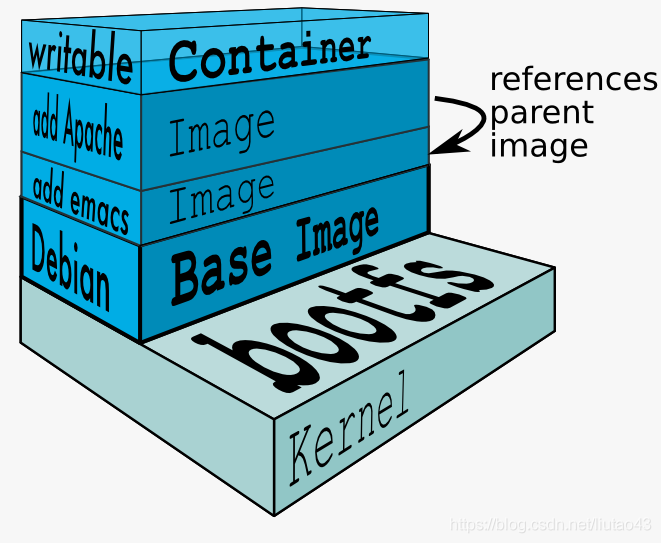 writable Container
add Apache Image
add emacs Image
Debian Base Image
references
parent
image
bootfs
Kernel
https://blog.csdn.net/liutao43